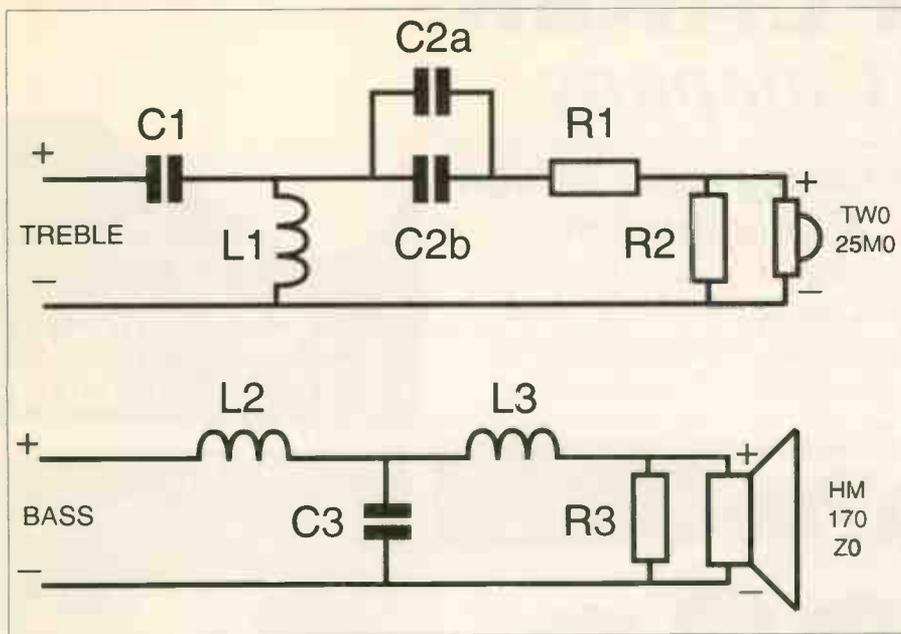 C2a
C1
R1
+
TREBLE
L1
C2b
R2
+
TW0
25M0
−
−
L2
L3
+
+
BASS
C3
R3
HM
170
Z0
−
−